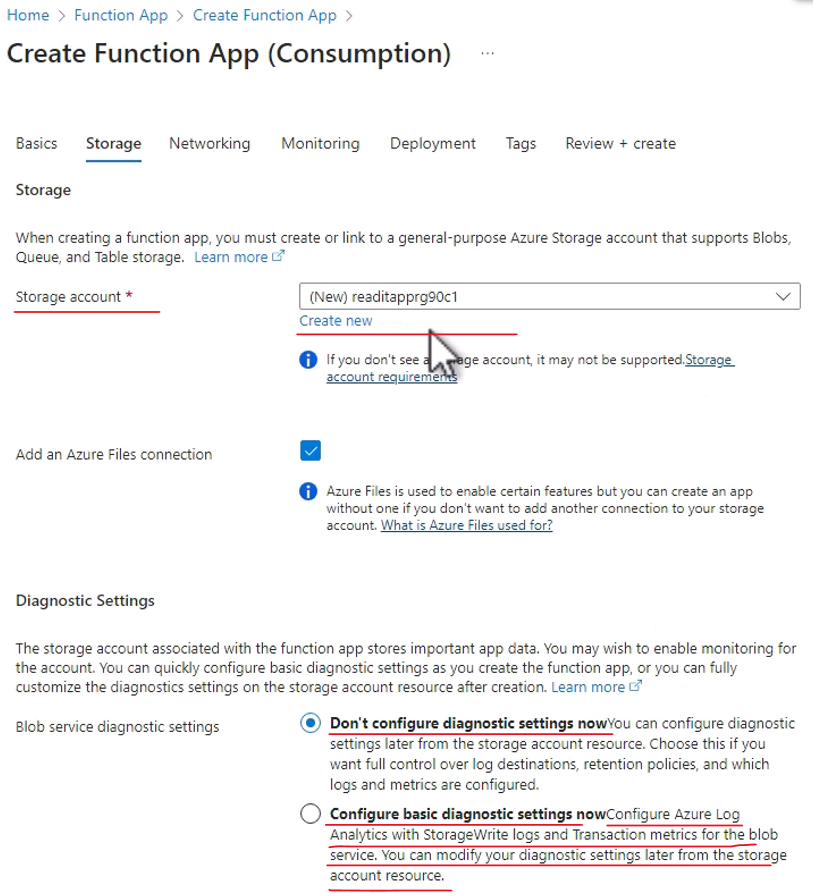 Home > Function App > Create Function App >
Create Function App (Consumption) ...
Basics Storage Networking Monitoring Deployment Tags Review + create
Storage
When creating a function app, you must create or link to a general-purpose Azure Storage account that supports Blobs,
Queue, and Table storage. Learn more
Storage account *
(New) readitapprg90c1
Create new
If you don't see a account, it may not be supported.Storage
account requirements
Add an Azure Files connection
Azure Files is used to enable certain features but you can create an app
without one if you don't want to add another connection to your storage
account. What is Azure Files used for?
Diagnostic Settings
The storage account associated with the function app stores important app data. You may wish to enable monitoring for
the account. You can quickly configure basic diagnostic settings as you create the function app, or you can fully
customize the diagnostics settings on the storage account resource after creation. Learn more
Blob service diagnostic settings
Don't configure diagnostic settings nowYou can configure diagnostic
settings later from the storage account resource. Choose this if you
want full control over log destinations, retention policies, and which
logs and metrics are configured.
Configure basic diagnostic settings nowConfigure Azure Log
Analytics with StorageWrite logs and Transaction metrics for the blob
service. You can modify your diagnostic settings later from the storage
account resource.